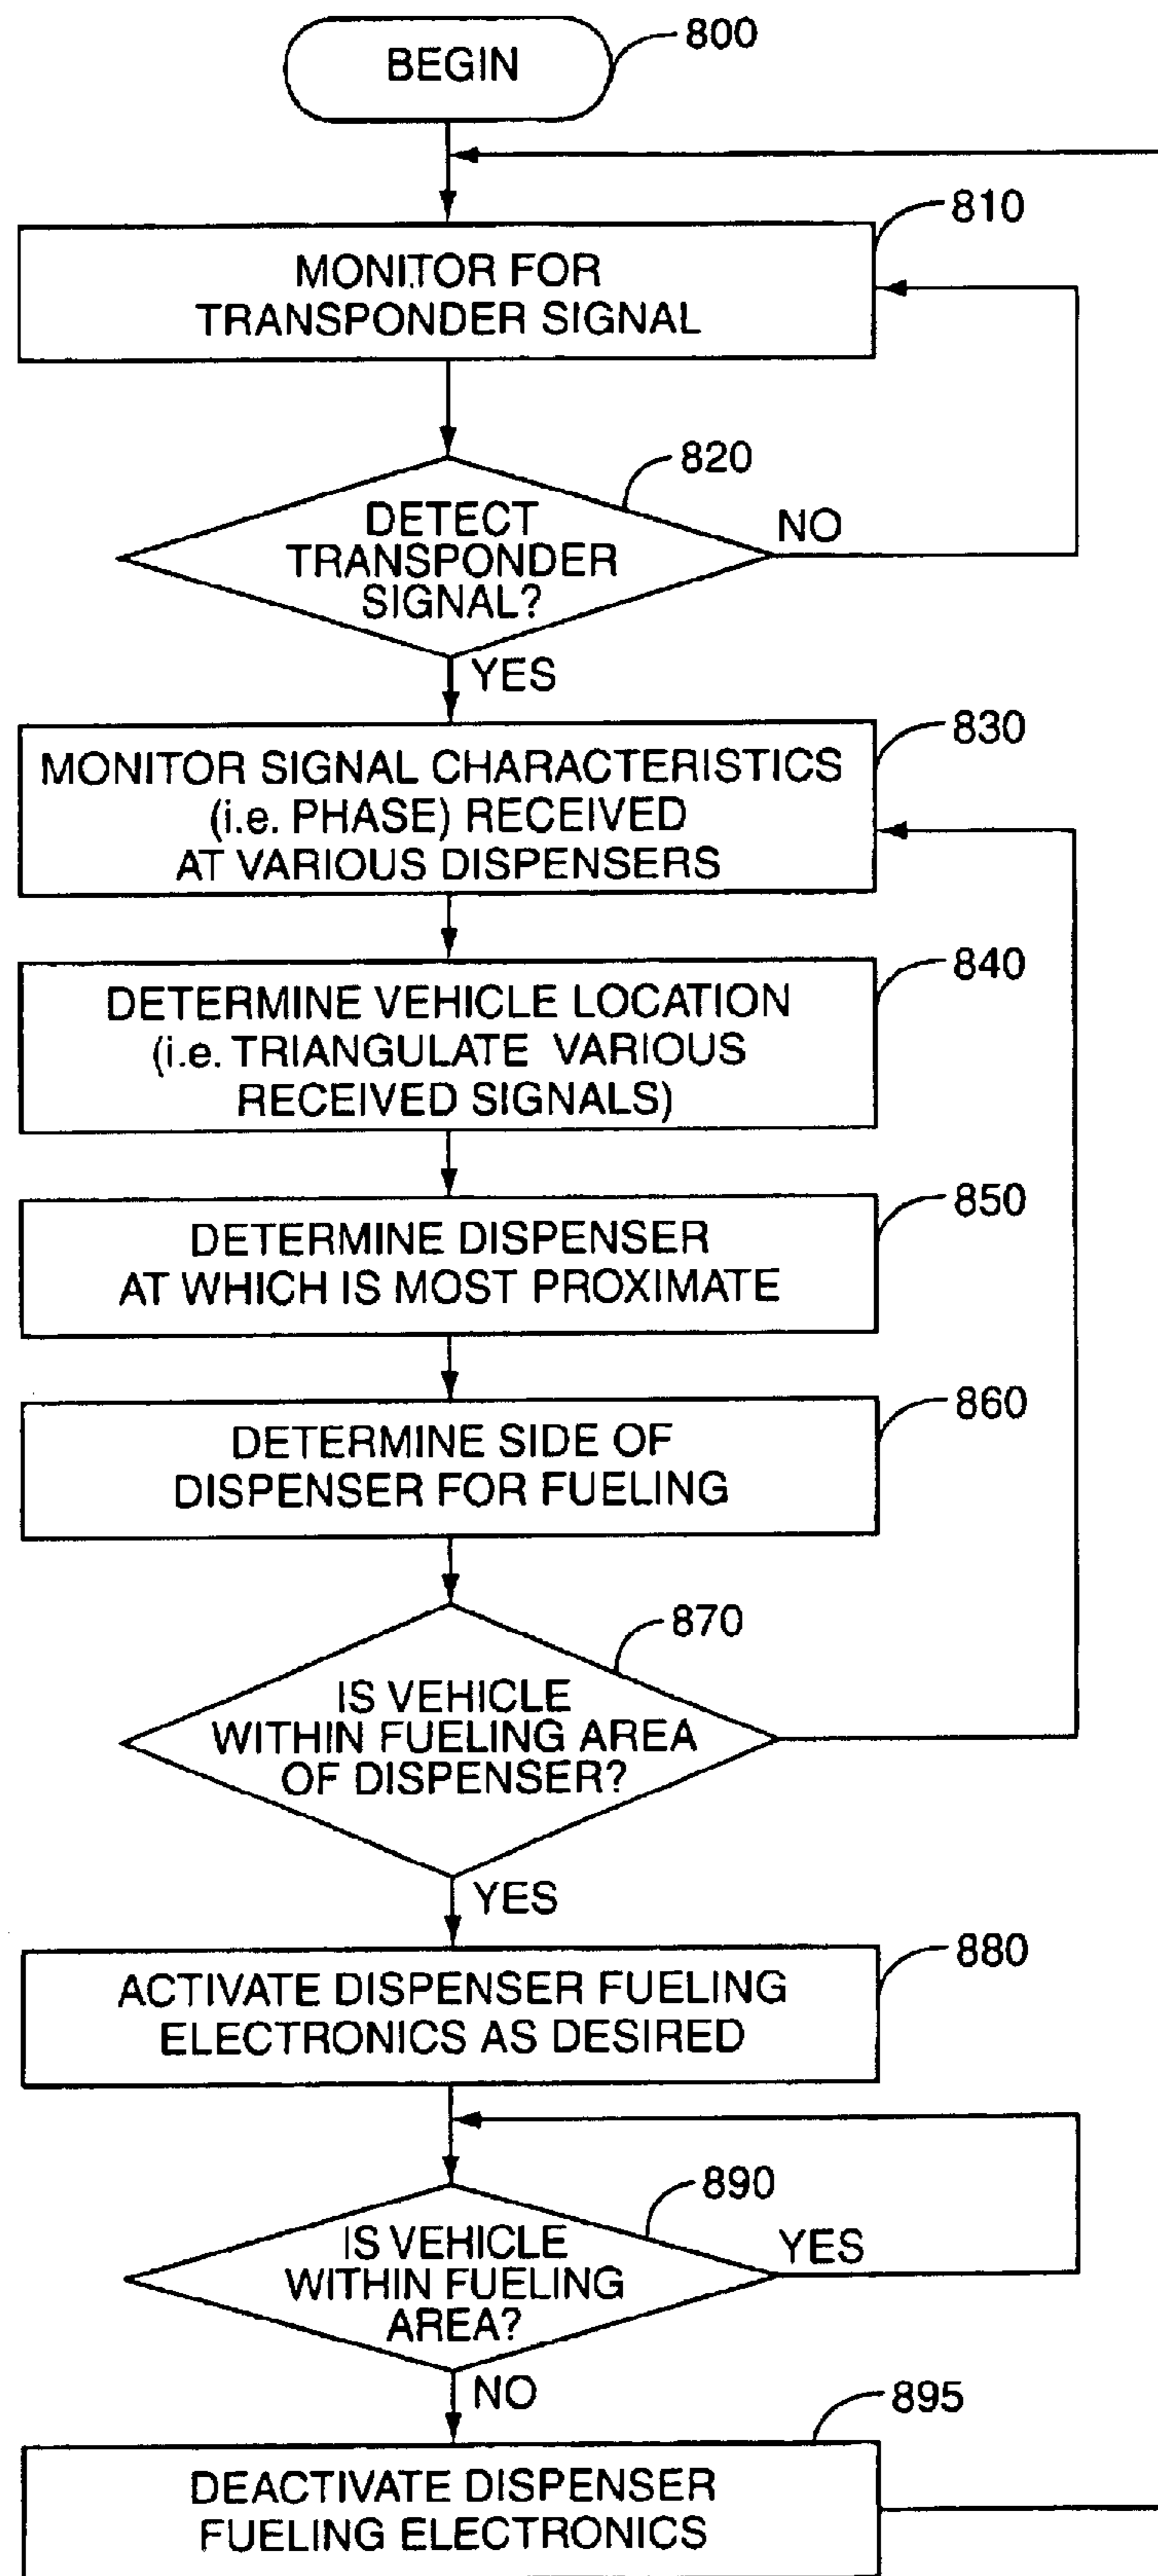 BEGIN
800
810
MONITOR FOR
TRANSPONDER SIGNAL
820
DETECT
TRANSPONDER
SIGNAL?
NO
YES
830
MONITOR SIGNAL CHARACTERISTICS
(i.e. PHASE) RECEIVED
AT VARIOUS DISPENSERS
840
DETERMINE VEHICLE LOCATION
(i.e. TRIANGULATE VARIOUS
RECEIVED SIGNALS)
850
DETERMINE DISPENSER
AT WHICH IS MOST PROXIMATE
860
DETERMINE SIDE OF
DISPENSER FOR FUELING
870
IS VEHICLE
WITHIN FUELING AREA
OF DISPENSER?
YES
880
ACTIVATE DISPENSER FUELING
ELECTRONICS AS DESIRED
890
IS VEHICLE
WITHIN FUELING
AREA?
YES
NO
895
DEACTIVATE DISPENSER
FUELING ELECTRONICS